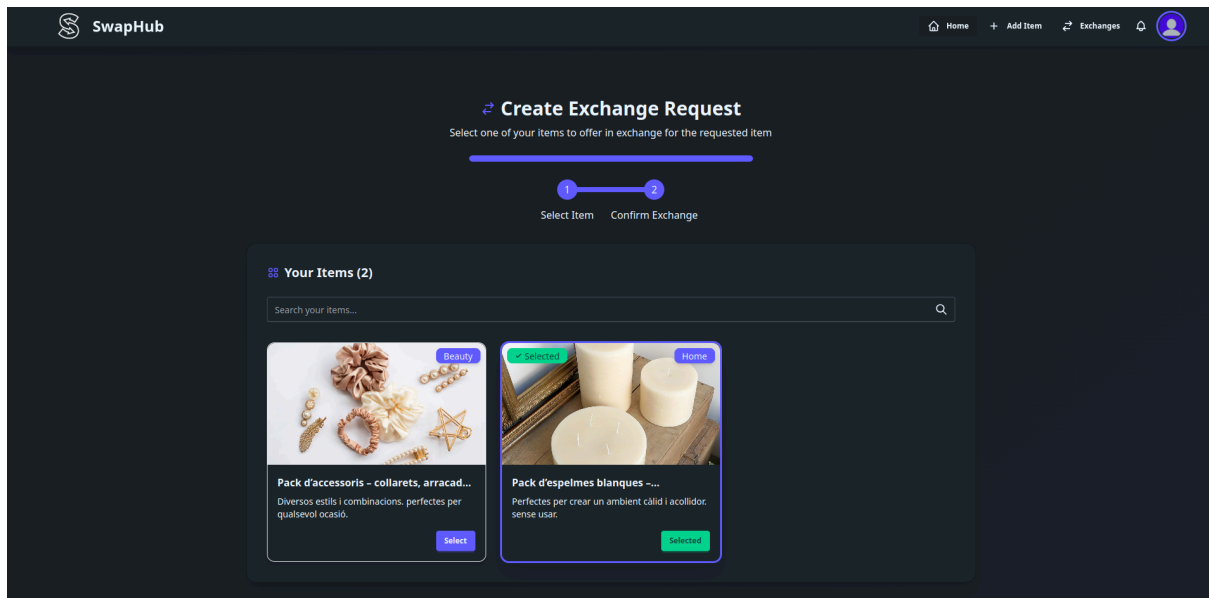 SwapHub
Home
Add Item
Exchanges
Create Exchange Request
Select one of your items to offer in exchange for the requested item
1
2
Select Item
Confirm Exchange
Your Items (2)
Search your items...
Beauty
✓ Selected
Home
Pack d'accessoris – collarets, arracad...
Diversos estils i combinacions. perfectes per
qualsevol ocasió.
Select
Pack d'espelmes blanques –...
Perfectes per crear un ambient càlid i acollidor.
sense usar.
Selected